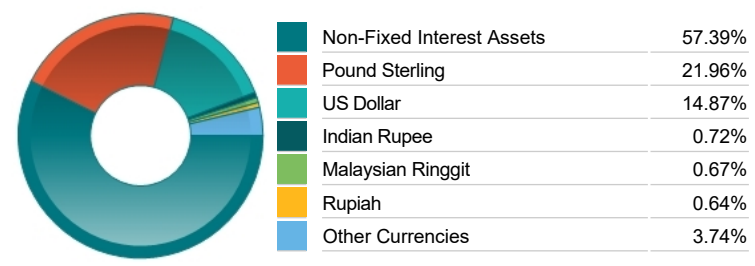 Non-Fixed Interest Assets 57.39%
Pound Sterling 21.96%
US Dollar 14.87%
Indian Rupee 0.72%
Malaysian Ringgit 0.67%
Rupiah 0.64%
Other Currencies 3.74%